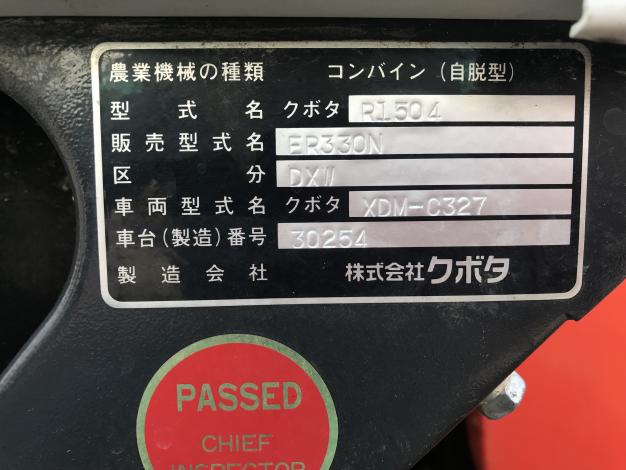 農業機械の種類 コンバイン(自脱型)
型式名 クボタ R1504
販売型式名 ER330N
区分 DXW
車両型式名 クボタ XDM-C327
車台(製造)番号 30254
製造会社 株式会社クボタ
PASSED
CHIEF
INSPECTOR